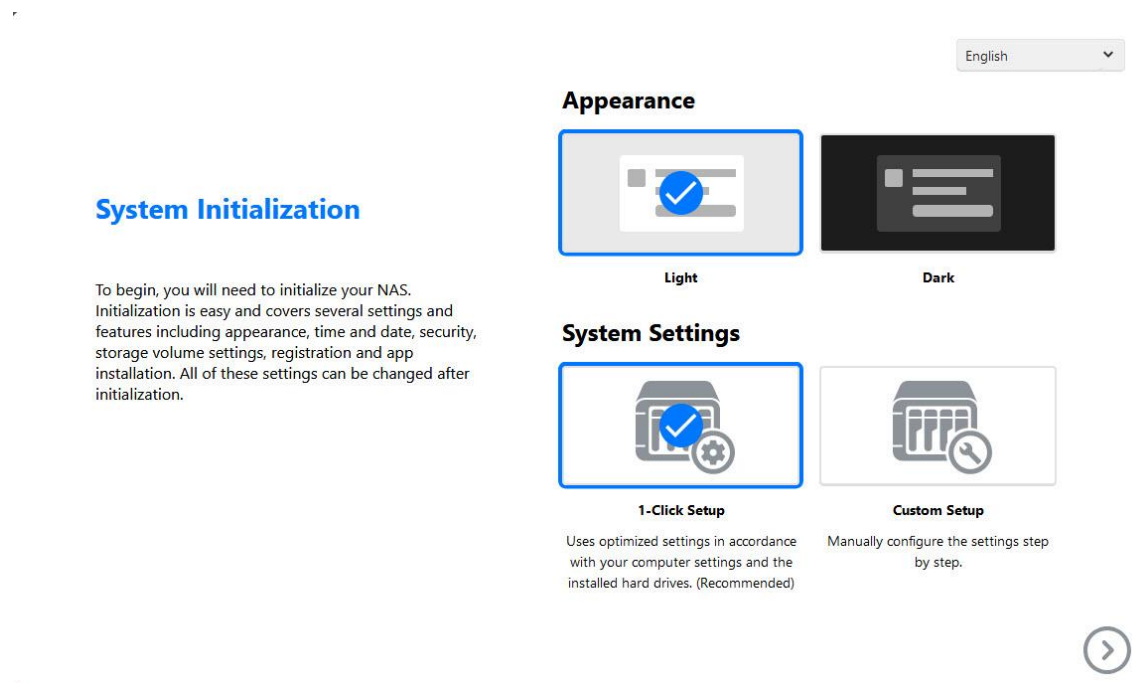 English
System Initialization
To begin, you will need to initialize your NAS.
Initialization is easy and covers several settings and
features including appearance, time and date, security,
storage volume settings, registration and app
installation. All of these settings can be changed after
initialization.
Appearance
Light
Dark
System Settings
1-Click Setup
Uses optimized settings in accordance
with your computer settings and the
installed hard drives. (Recommended)
Custom Setup
Manually configure the settings step
by step.